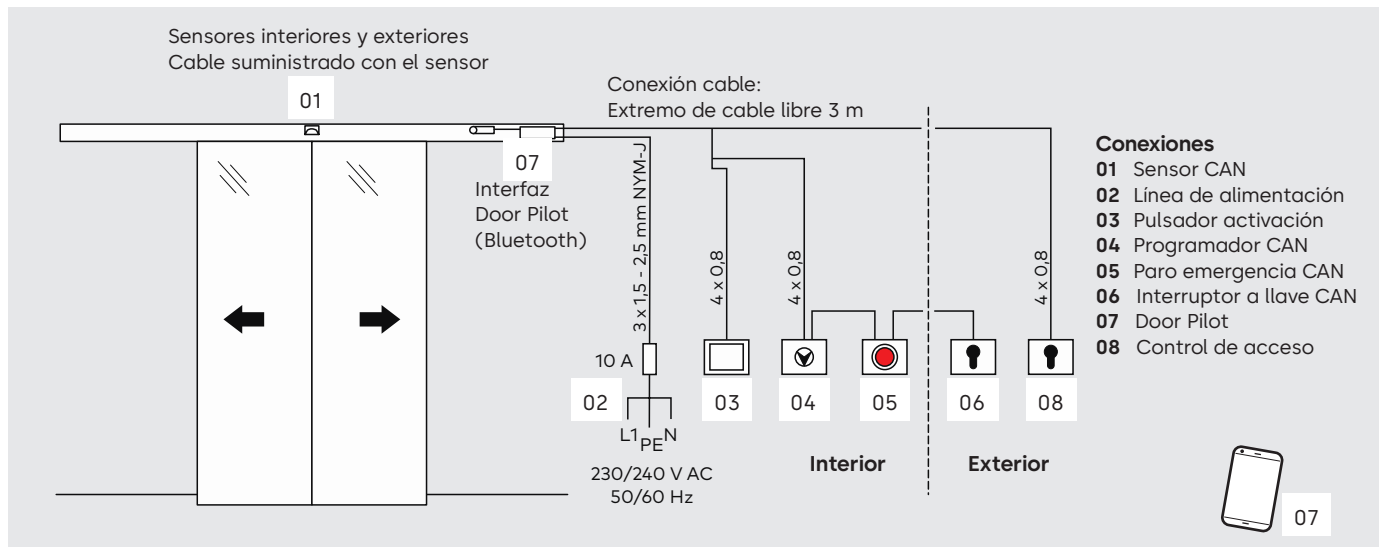 Sensores interiores y exteriores
Cable suministrado con el sensor
01
Conexión cable:
Extremo de cable libre 3 m
07
Interfaz
Door Pilot
(Bluetooth)
3 x 1,5 - 2,5 mm NYM-J
4 x 0,8
4 x 0,8
4 x 0,8
10 A
02
03
04
05
06
08
L1 PE N
230/240 V AC
50/60 Hz
Interior
Exterior
Conexiones
01 Sensor CAN
02 Línea de alimentación
03 Pulsador activación
04 Programador CAN
05 Paro emergencia CAN
06 Interruptor a llave CAN
07 Door Pilot
08 Control de acceso
07